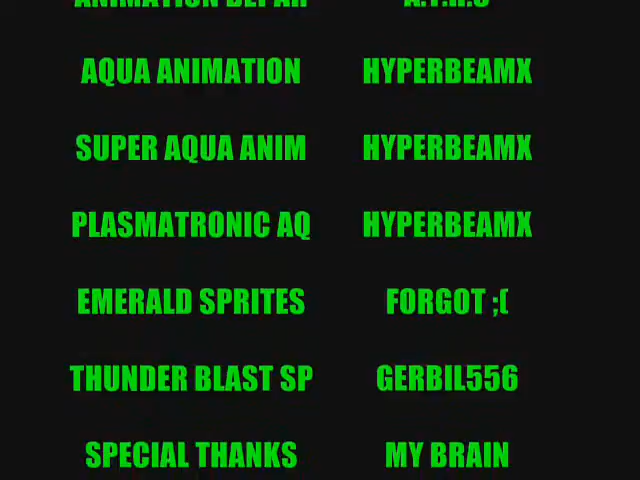 AQUA ANIMATION HYPERBEAMX
SUPER AQUA ANIM HYPERBEAMX
PLASMATRONIC AQ HYPERBEAMX
EMERALD SPRITES FORGOT ;(
THUNDER BLAST SP GERBIL556
SPECIAL THANKS MY BRAIN